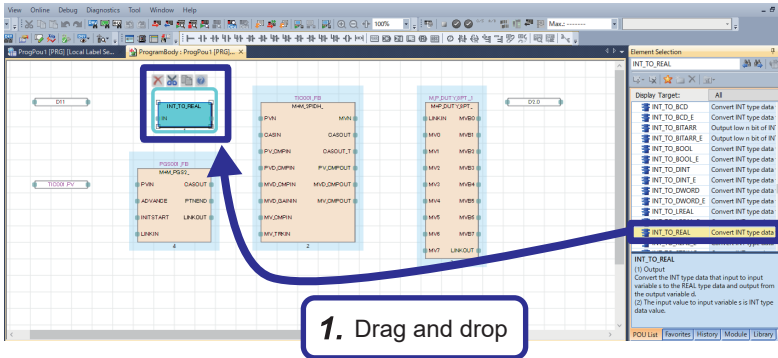 View Online Debug Diagnostics Tool Window Help
100%
Max.: -------
ProgPou1 [PRG] [Local Label Se...
ProgramBody : ProgPou1 [PRG]...
Element Selection
INT_TO_REAL
Display Target: All
INT_TO_BCD Convert INT type data
INT_TO_BCD_E Convert INT type data
INT_TO_BITARR Output low n bit of IN
INT_TO_BITARR_E Output low n bit of IN
INT_TO_BOOL Convert INT type data
INT_TO_BOOL_E Convert INT type data
INT_TO_DINT Convert INT type data
INT_TO_DINT_E Convert INT type data
INT_TO_DWORD Convert INT type data
INT_TO_DWORD_E Convert INT type data
INT_TO_LREAL Convert INT type data
INT_TO_REAL Convert INT type data
INT_TO_REAL
(1) Output
Convert the INT type data that input to input
variable s to the REAL type data and output from
the output variable d.
(2) The input value to input variable s is INT type
data value.
POU List Favorites History Module Library
D11
INT_TO_REAL
IN
TIC001_FB
M+M_2PIDH_
PVIN MVN
CASIN CASOUT
PV_CMPIN CASOUT_T
PVD_CMPIN PV_CMPOUT
MVD_CMPIN MVD_CMPOUT
MVD_GAININ MV_CMPOUT
MV_CMPIN
MV_TRKIN
2
D20
LINKIN MVB0
MV0 MVB1
MV1 MVB2
MV2 MVB3
MV3 MVB4
MV4 MVB5
MV5 MVB6
MV6 MVB7
MV7 LINKOUT
TIC001.PV
PGS001_FB
M+M_PGS2_
PVIN CASOUT
ADVANCE PTNEND
INITSTART LINKOUT
LINKIN
4
1. Drag and drop